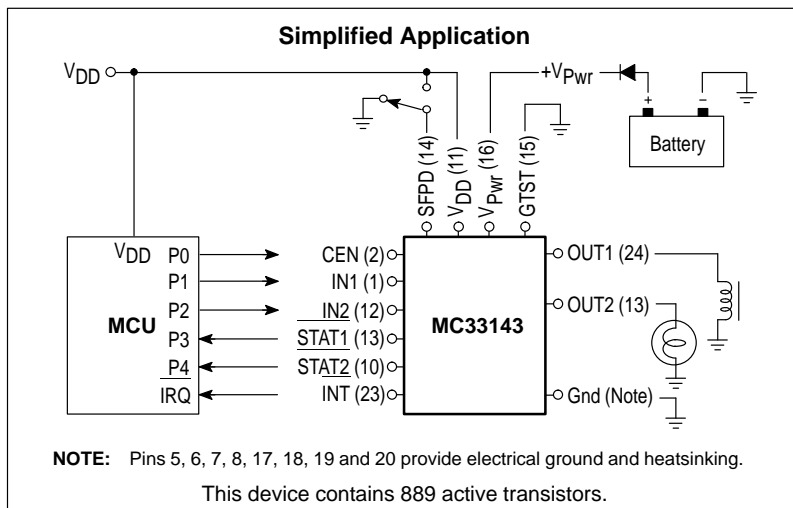 Simplified Application
VDD
+VPwr
+
–
Battery
SFPD (14)
VDD (11)
VPwr (16)
GTST (15)
VDD
MCU
P0
P1
P2
P3
P4
IRQ
CEN (2)
IN1 (1)
IN2 (12)
STAT1 (13)
STAT2 (10)
INT (23)
MC33143
OUT1 (24)
OUT2 (13)
Gnd (Note)
NOTE: Pins 5, 6, 7, 8, 17, 18, 19 and 20 provide electrical ground and heatsinking.
This device contains 889 active transistors.